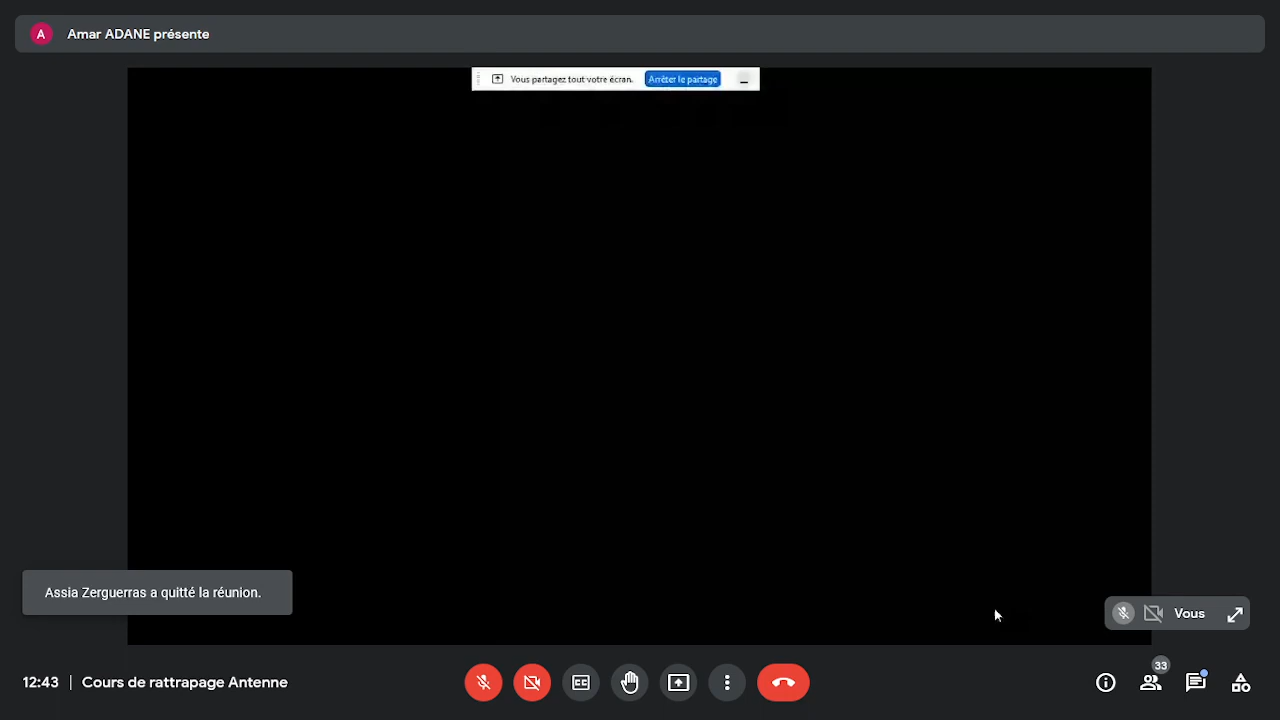 A
Amar ADANE présente
Vous partagez tout votre écran.
Arrêter le partage
Assia Zerguerras a quitté la réunion.
Vous
12:43 | Cours de rattrapage Antenne
CC
33